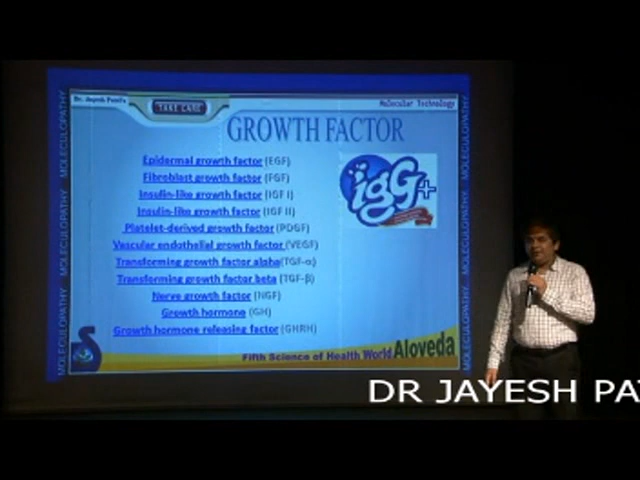 Dr. Jayesh Patel's
TAKE CARE
Molecular Technology
GROWTH FACTOR
Epidermal growth factor (EGF)
Fibroblast growth factor (FGF)
Insulin-like growth factor (IGF I)
Insulin-like growth factor (IGF II)
Platelet-derived growth factor (PDGF)
Vascular endothelial growth factor (VEGF)
Transforming growth factor alpha(TGF-α)
Transforming growth factor beta (TGF-β)
Nerve growth factor (NGF)
Growth hormone (GH)
Growth hormone releasing factor (GHRH)
igG+
MOLECULOPATHY MOLECULOPATHY MOLECULOPATHY
MOLECULOPATHY MOLECULOPATHY MOLECULOPATHY
Fifth Science of Health World Aloveda
DR JAYESH PAT